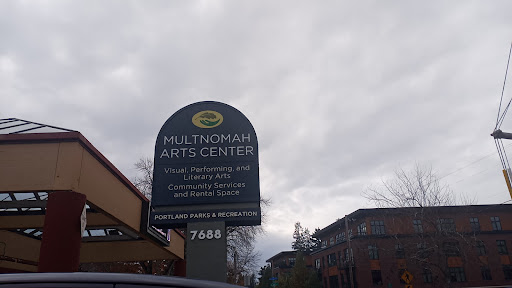 MULTNOMAH
ARTS CENTER
Visual, Performing, and
Literary Arts
Community Services
and Rental Space
PORTLAND PARKS & RECREATION
7688